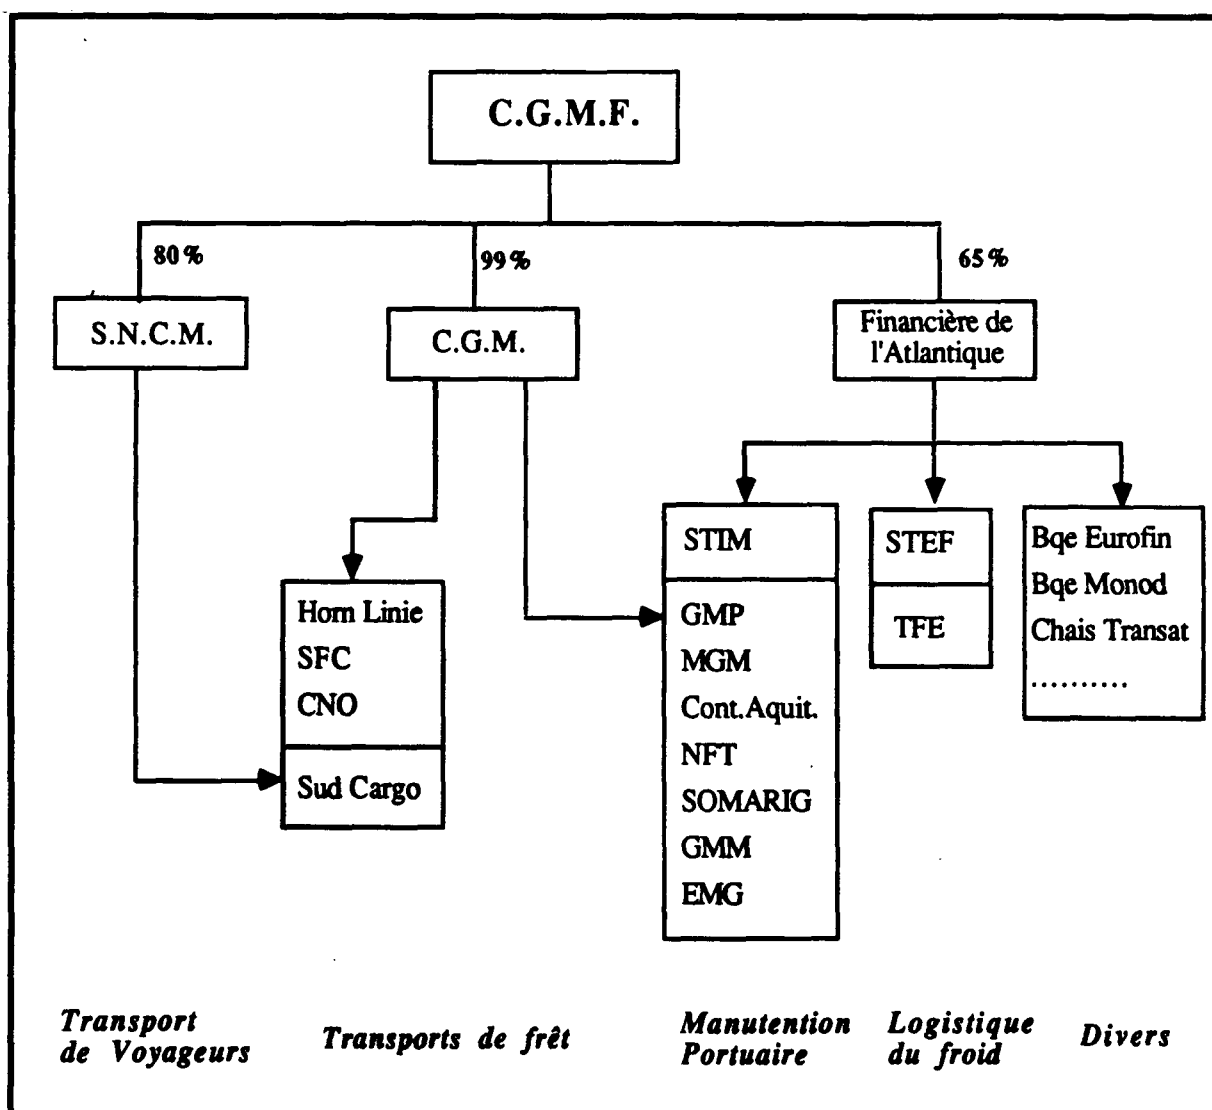 C.G.M.F.
80%
99%
65%
S.N.C.M.
C.G.M.
Financière de
l'Atlantique
STIM
GMP
MGM
Cont.Aquit.
NFT
SOMARIG
GMM
EMG
STEF
TFE
Bqe Eurofin
Bqe Monod
Chais Transat
..........
Horn Linie
SFC
CNO
Sud Cargo
Transport
de Voyageurs
Transports de frêt
Manutention
Portuaire
Logistique
du froid
Divers